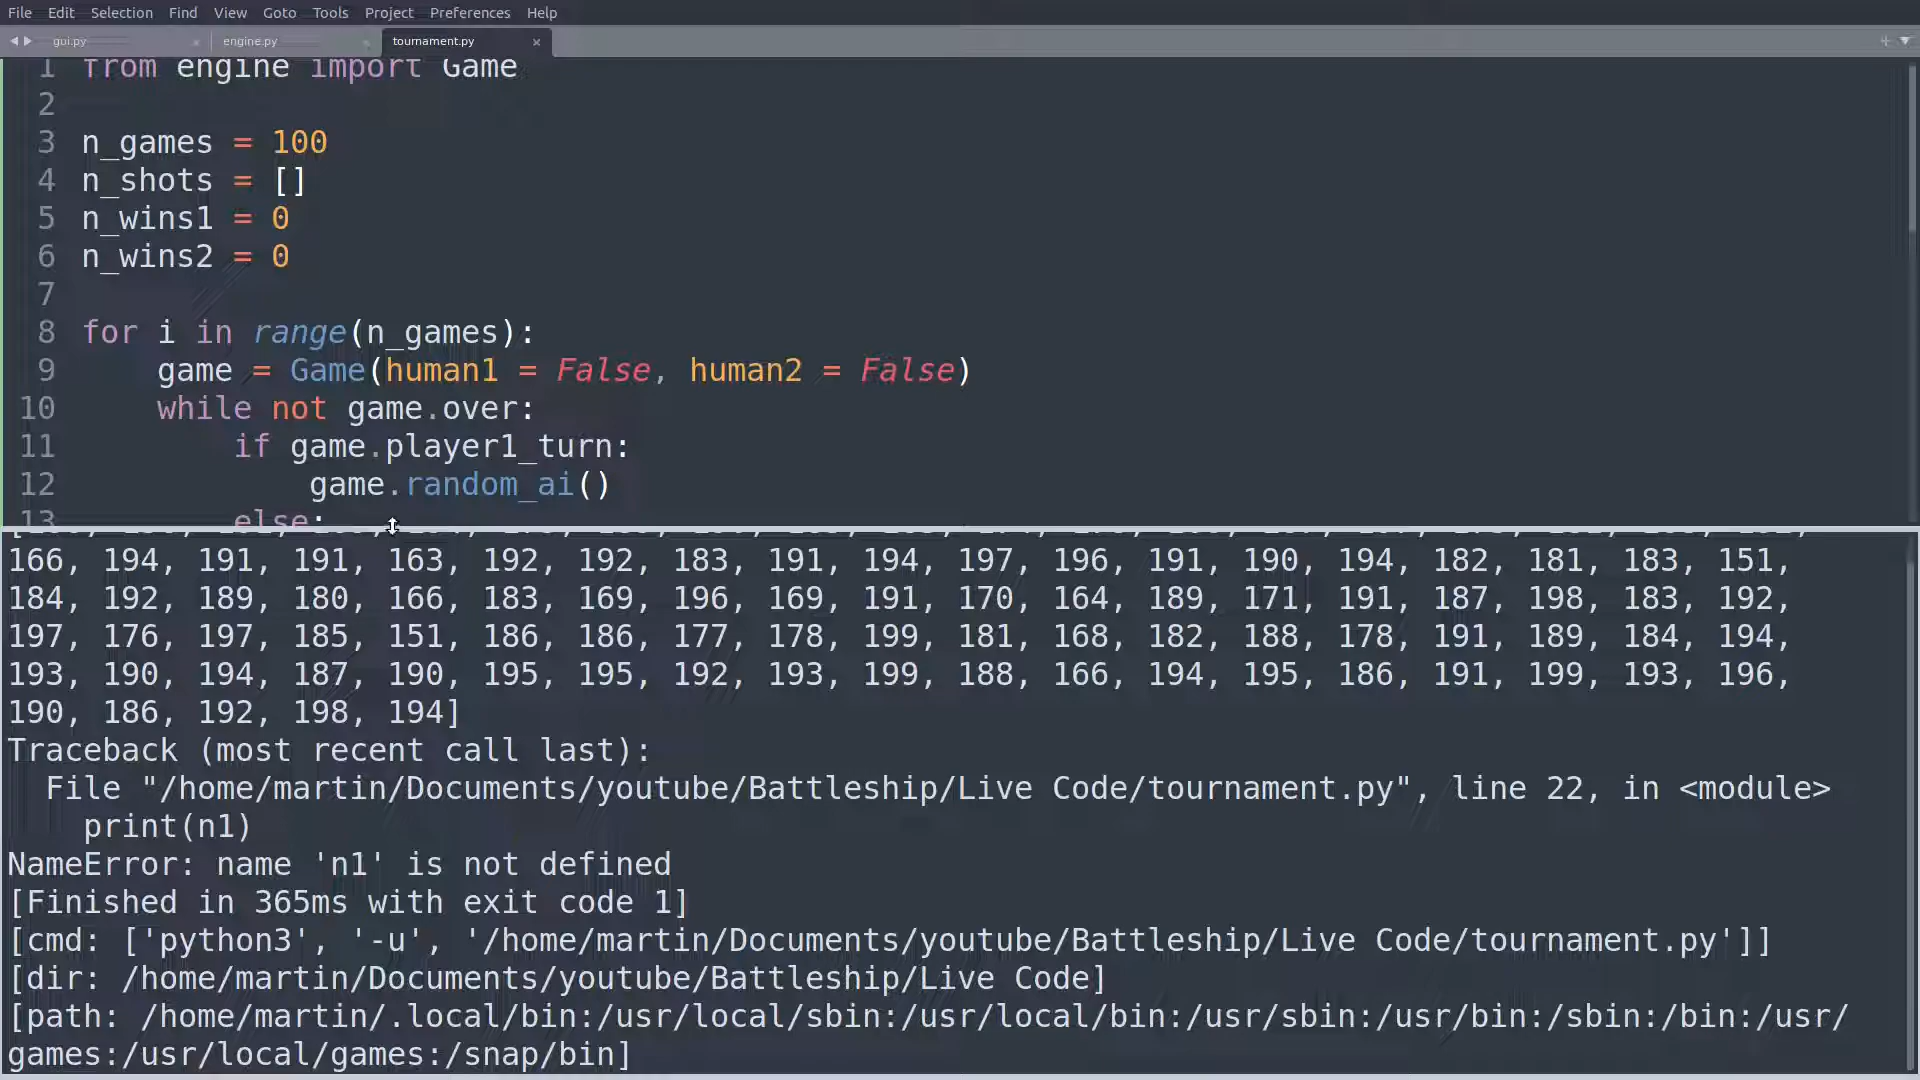 File Edit Selection Find View Goto Tools Project Preferences Help
gui.py engine.py tournament.py
1 from engine import Game
2
3 n_games = 100
4 n_shots = []
5 n_wins1 = 0
6 n_wins2 = 0
7
8 for i in range(n_games):
9 game = Game(human1 = False, human2 = False)
10 while not game.over:
11 if game.player1_turn:
12 game.random_ai()
13 else:
166, 194, 191, 191, 163, 192, 192, 183, 191, 194, 197, 196, 191, 190, 194, 182, 181, 183, 151,
184, 192, 189, 180, 166, 183, 169, 196, 169, 191, 170, 164, 189, 171, 191, 187, 198, 183, 192,
197, 176, 197, 185, 151, 186, 186, 177, 178, 199, 181, 168, 182, 188, 178, 191, 189, 184, 194,
193, 190, 194, 187, 190, 195, 195, 192, 193, 199, 188, 166, 194, 195, 186, 191, 199, 193, 196,
190, 186, 192, 198, 194]
Traceback (most recent call last):
File "/home/martin/Documents/youtube/Battleship/Live Code/tournament.py", line 22, in <module>
print(n1)
NameError: name 'n1' is not defined
[Finished in 365ms with exit code 1]
[cmd: ['python3', '-u', '/home/martin/Documents/youtube/Battleship/Live Code/tournament.py']]
[dir: /home/martin/Documents/youtube/Battleship/Live Code]
[path: /home/martin/.local/bin:/usr/local/sbin:/usr/local/bin:/usr/sbin:/usr/bin:/sbin:/bin:/usr/
games:/usr/local/games:/snap/bin]